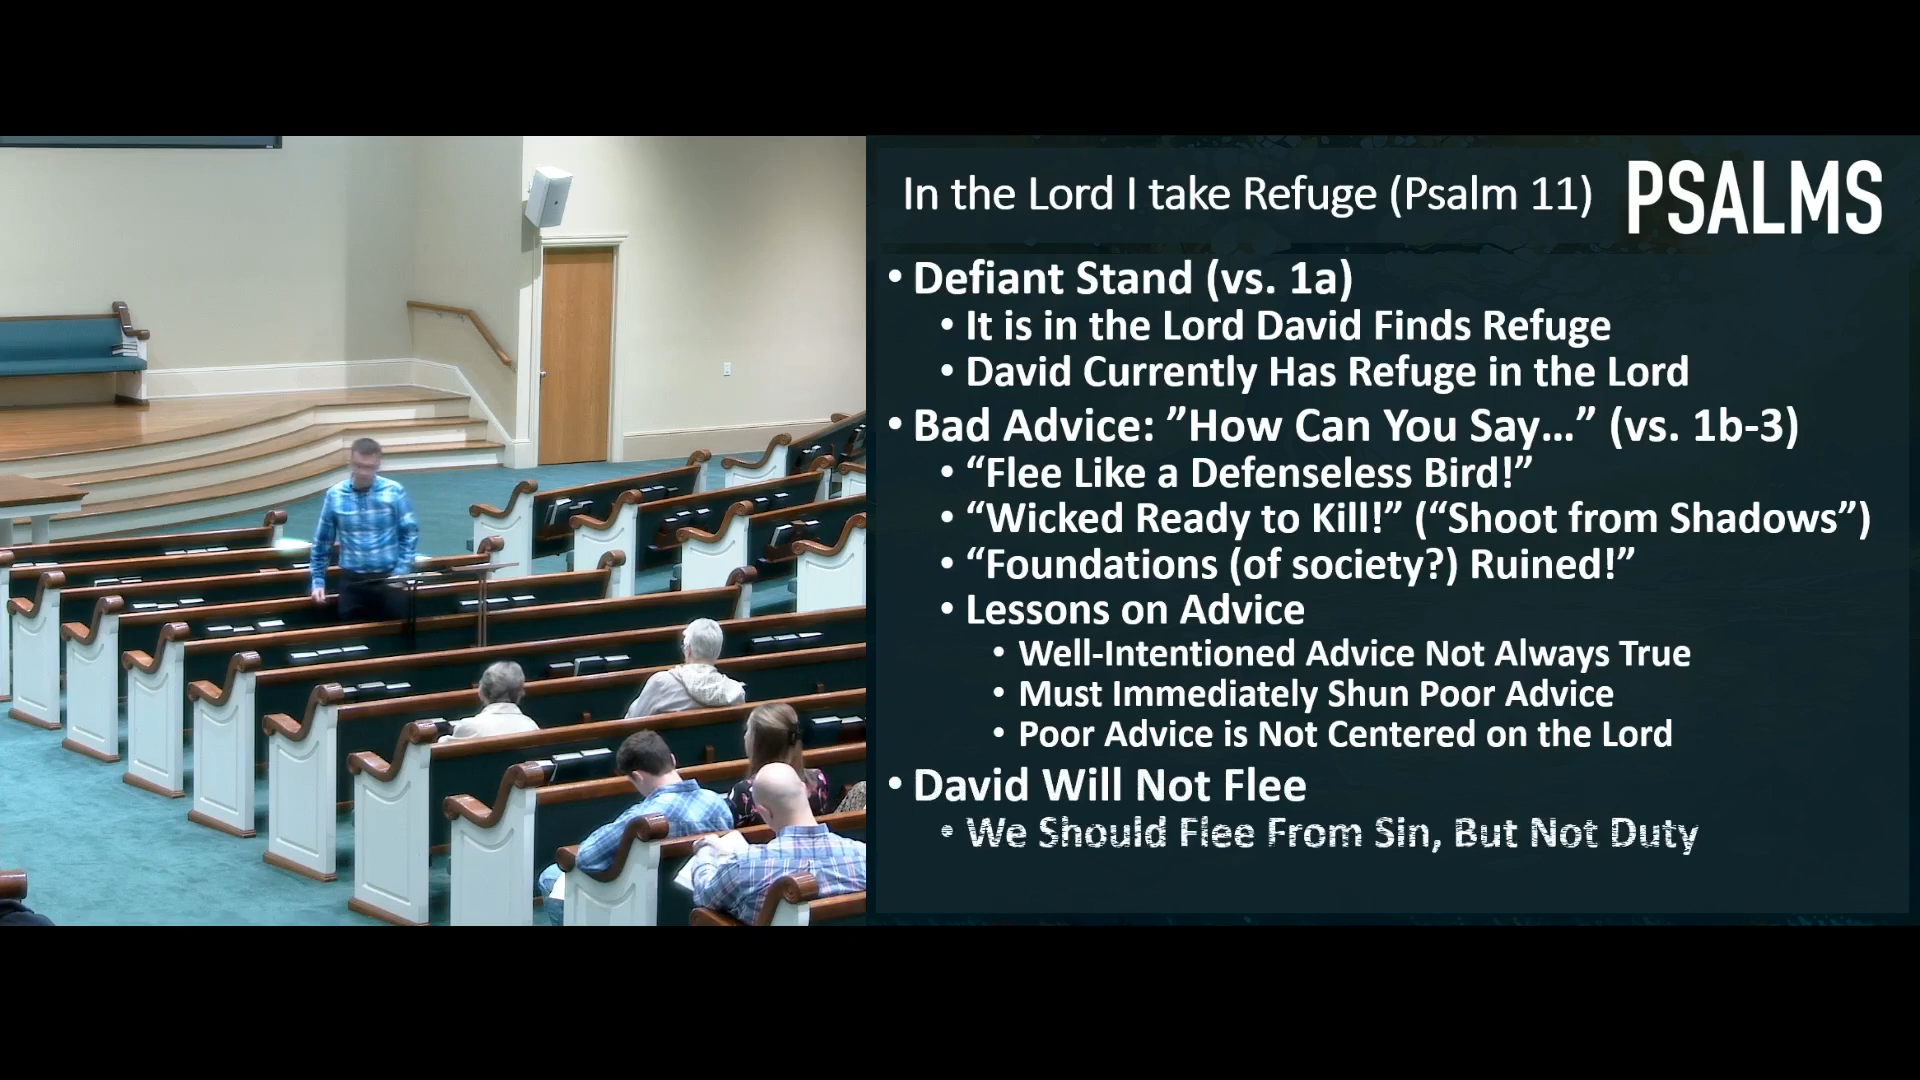 In the Lord I take Refuge (Psalm 11)
PSALMS
• Defiant Stand (vs. 1a)
• It is in the Lord David Finds Refuge
• David Currently Has Refuge in the Lord
• Bad Advice: ”How Can You Say…” (vs. 1b-3)
• “Flee Like a Defenseless Bird!”
• “Wicked Ready to Kill!” (“Shoot from Shadows”)
• “Foundations (of society?) Ruined!”
• Lessons on Advice
• Well-Intentioned Advice Not Always True
• Must Immediately Shun Poor Advice
• Poor Advice is Not Centered on the Lord
• David Will Not Flee
• We Should Flee From Sin, But Not Duty